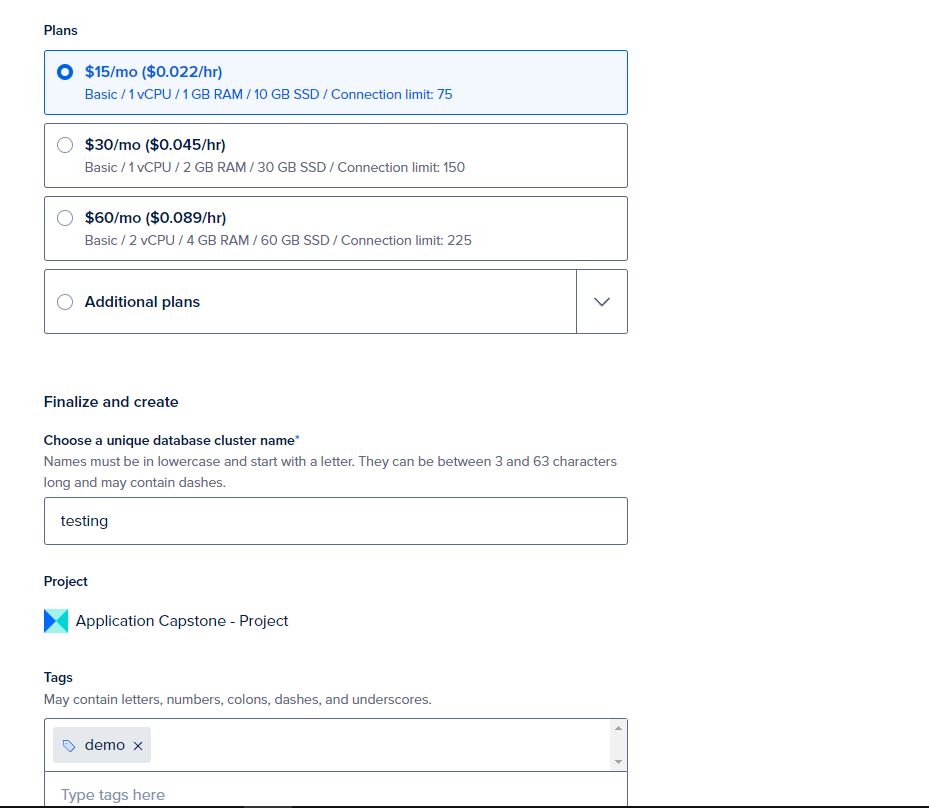 Plans
$15/mo ($0.022/hr)
Basic / 1 vCPU / 1 GB RAM / 10 GB SSD / Connection limit: 75
$30/mo ($0.045/hr)
Basic / 1 vCPU / 2 GB RAM / 30 GB SSD / Connection limit: 150
$60/mo ($0.089/hr)
Basic / 2 vCPU / 4 GB RAM / 60 GB SSD / Connection limit: 225
Additional plans
Finalize and create
Choose a unique database cluster name*
Names must be in lowercase and start with a letter. They can be between 3 and 63 characters
long and may contain dashes.
testing
Project
Application Capstone - Project
Tags
May contain letters, numbers, colons, dashes, and underscores.
demo ×
Type tags here